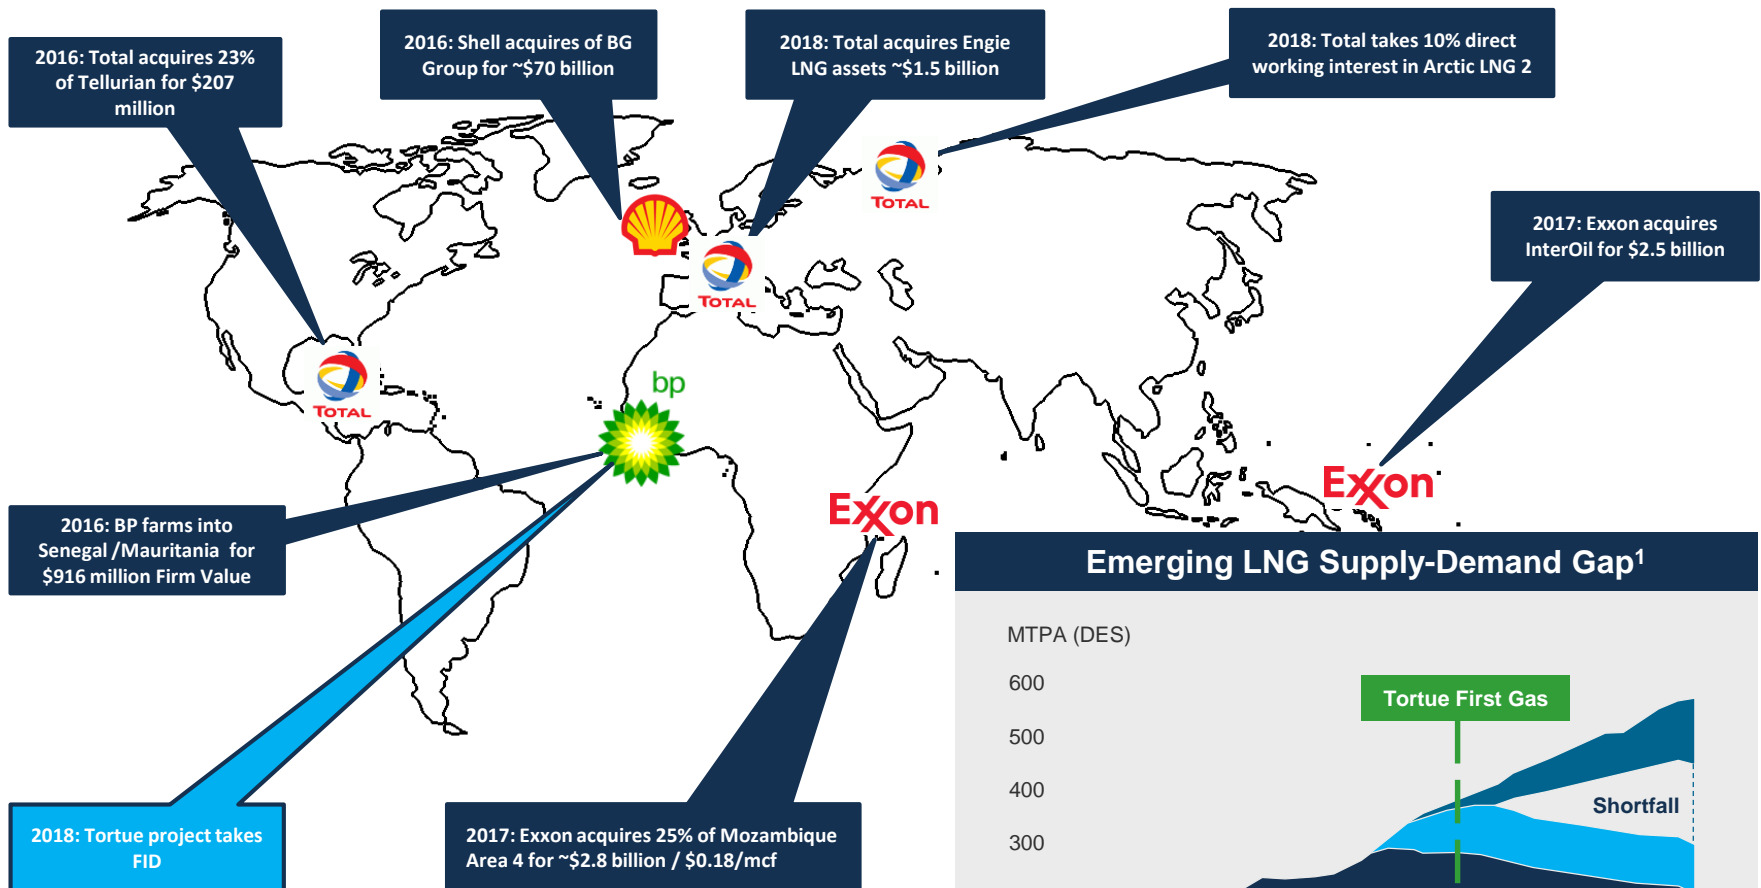 2016: Total acquires 23%
of Tellurian for $207
million
2016: Shell acquires of BG
Group for ~$70 billion
2018: Total acquires Engie
LNG assets ~$1.5 billion
2018: Total takes 10% direct
working interest in Arctic LNG 2
TOTAL
2017: Exxon acquires
InterOil for $2.5 billion
TOTAL
TOTAL
bp
Exxon
Exxon
2016: BP farms into
Senegal /Mauritania for
$916 million Firm Value
2018: Tortue project takes
FID
2017: Exxon acquires 25% of Mozambique
Area 4 for ~$2.8 billion / $0.18/mcf
Emerging LNG Supply-Demand Gap¹
MTPA (DES)
600
Tortue First Gas
500
400
Shortfall
300